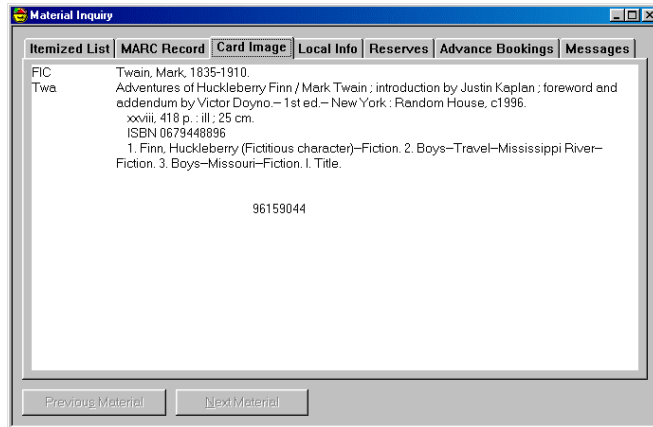 Material Inquiry
Itemized List MARC Record Card Image Local Info Reserves Advance Bookings Messages
FIC Twain, Mark, 1835-1910.
Twa Adventures of Huckleberry Finn / Mark Twain ; introduction by Justin Kaplan ; foreword and
addendum by Victor Doyno.– 1st ed.– New York : Random House, c1996.
xxviii, 418 p. : ill ; 25 cm.
ISBN 0679448896
1. Finn, Huckleberry (Fictitious character)–Fiction. 2. Boys–Travel–Mississippi River–
Fiction. 3. Boys–Missouri–Fiction. I. Title.
96159044
Previous Material Next Material